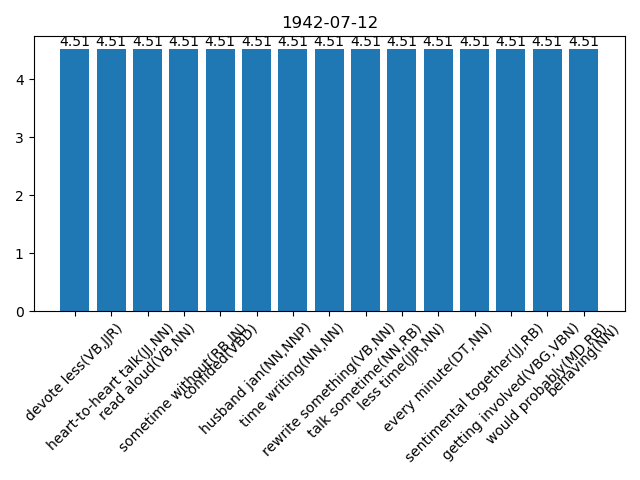 1942-07-12
4.51 4.51 4.51 4.51 4.51 4.51 4.51 4.51 4.51 4.51 4.51 4.51 4.51 4.51 4.51
4
3
2
1
0
devote less(VB,JJR)
heart-to-heart talk(JJ,NN)
read aloud(VB,NN)
sometime without(RB,IN)
confided(VBD)
husband jan(NN,NNP)
time writing(NN,NN)
rewrite something(VB,NN)
talk sometime(NN,RB)
less time(JJR,NN)
every minute(DT,NN)
sentimental together(JJ,RB)
getting involved(VBG,VBN)
would probably(MD,RB)
behaving(NN)